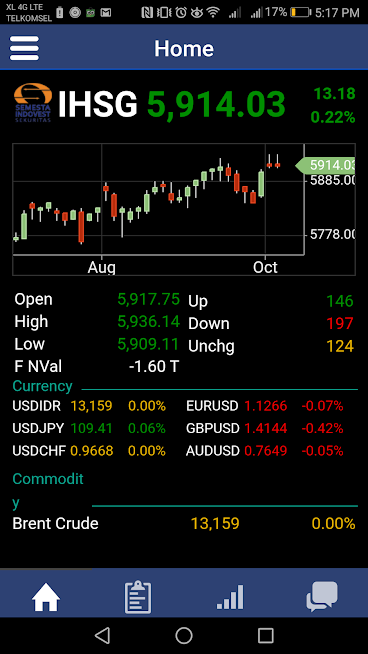 XL 4G LTE
TELKOMSEL
17% 5:17 PM
Home
SEMESTA
INDOVEST
SEKURITAS
IHSG 5,914.03 13.18
0.22%
5914.03
5885.00
5778.00
Aug Oct
Open 5,917.75 Up 146
High 5,936.14 Down 197
Low 5,909.11 Unchg 124
F NVal -1.60 T
Currency
USDIDR 13,159 0.00% EURUSD 1.1266 -0.07%
USDJPY 109.41 0.06% GBPUSD 1.4144 -0.42%
USDCHF 0.9668 0.00% AUDUSD 0.7649 -0.05%
Commodit
y
Brent Crude 13,159 0.00%